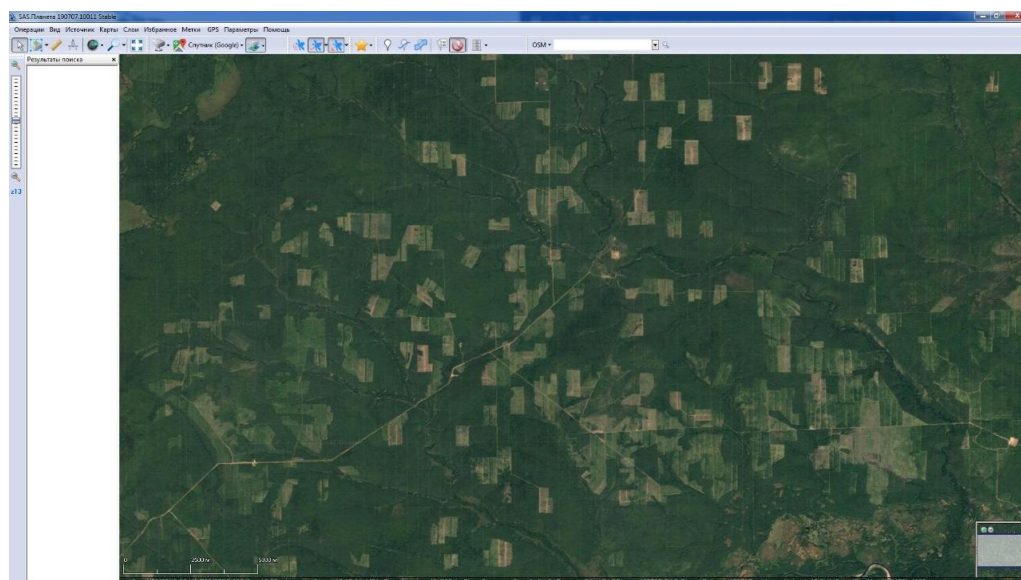 SAS.Планета 190707.10011 Stable
Операции Вид Источник Карты Слои Избранное Метки GPS Параметры Помощь
Спутник (Google)
OSM
Результаты поиска
z13
0 2500 м 5000 м